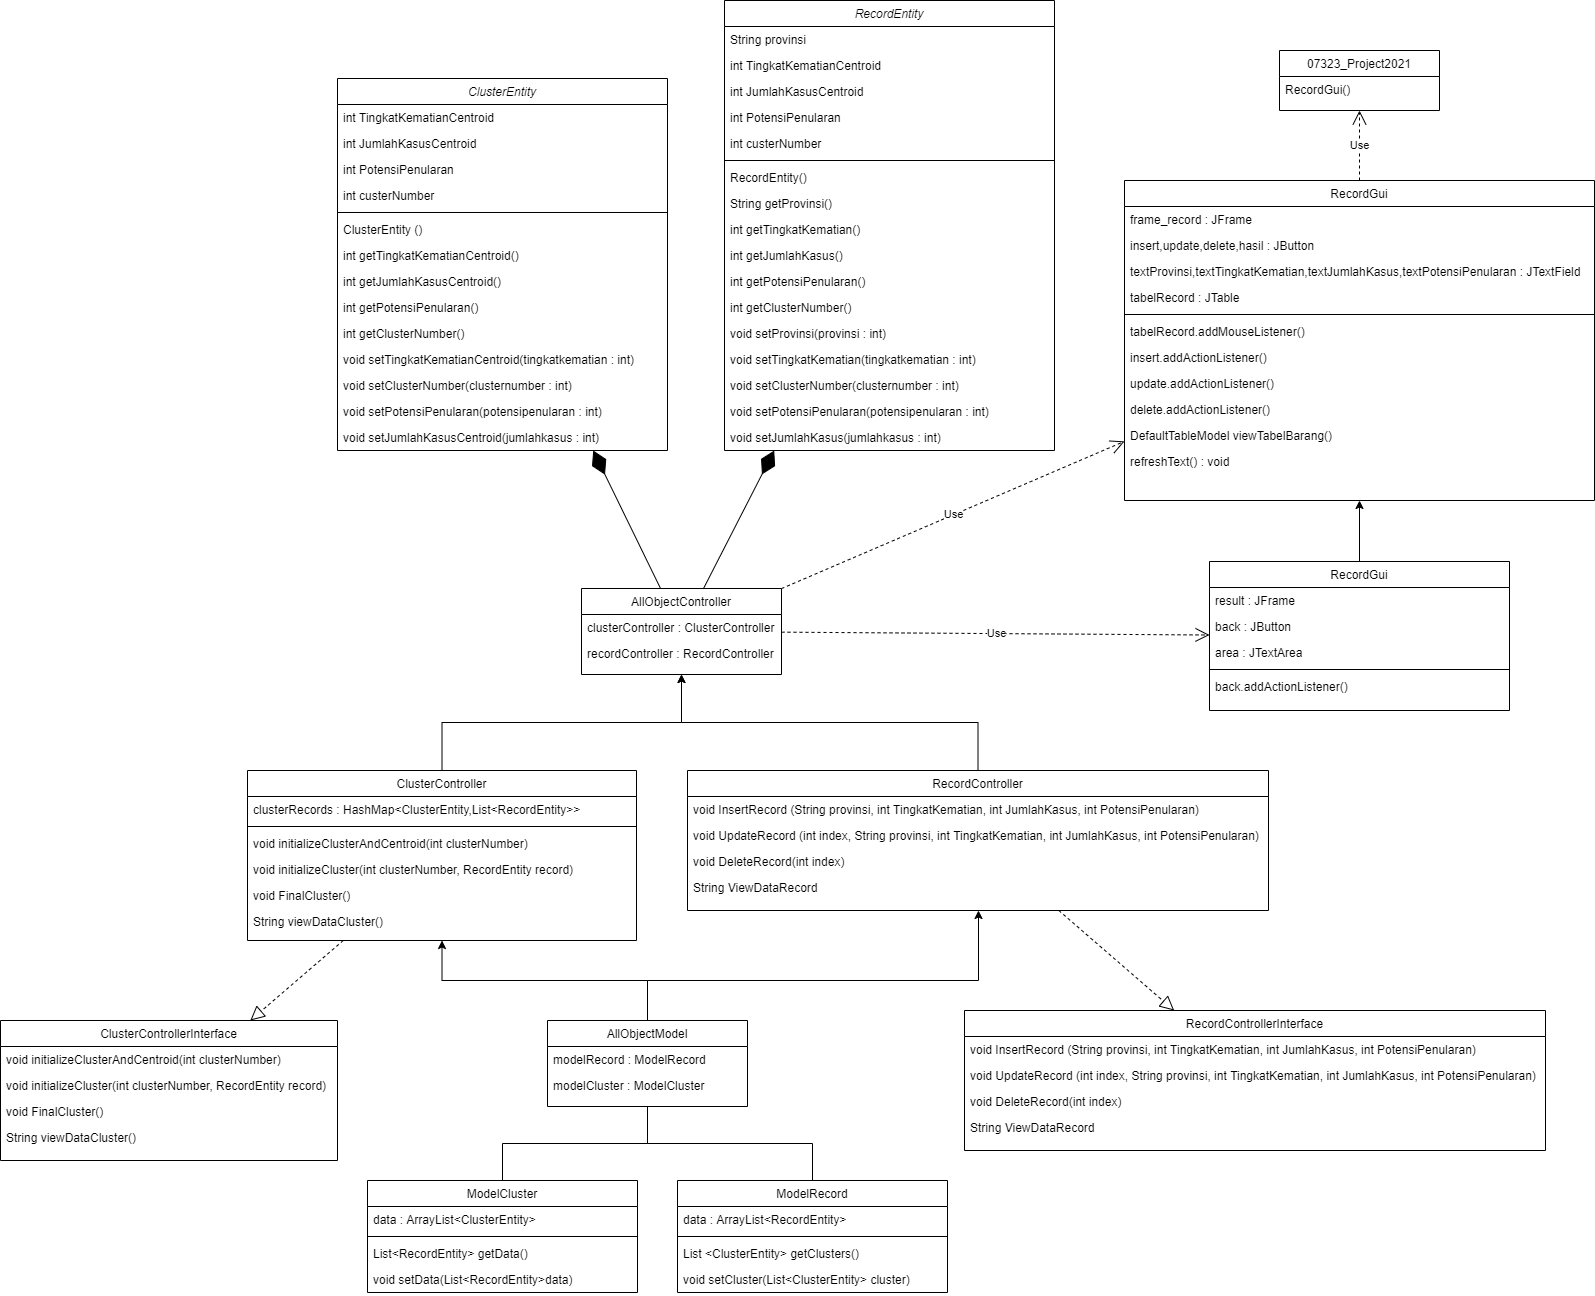 RecordEntity
String provinsi
int TingkatKematianCentroid
int JumlahKasusCentroid
int PotensiPenularan
int custerNumber
RecordEntity()
String getProvinsi()
int getTingkatKematian()
int getJumlahKasus()
int getPotensiPenularan()
int getClusterNumber()
void setProvinsi(provinsi : int)
void setTingkatKematian(tingkatkematian : int)
void setClusterNumber(clusternumber : int)
void setPotensiPenularan(potensipenularan : int)
void setJumlahKasus(jumlahkasus : int)
ClusterEntity
int TingkatKematianCentroid
int JumlahKasusCentroid
int PotensiPenularan
int custerNumber
ClusterEntity ()
int getTingkatKematianCentroid()
int getJumlahKasusCentroid()
int getPotensiPenularan()
int getClusterNumber()
void setTingkatKematianCentroid(tingkatkematian : int)
void setClusterNumber(clusternumber : int)
void setPotensiPenularan(potensipenularan : int)
void setJumlahKasusCentroid(jumlahkasus : int)
07323_Project2021
RecordGui()
Use
RecordGui
frame_record : JFrame
insert,update,delete,hasil : JButton
textProvinsi,textTingkatKematian,textJumlahKasus,textPotensiPenularan : JTextField
tabelRecord : JTable
tabelRecord.addMouseListener()
insert.addActionListener()
update.addActionListener()
delete.addActionListener()
DefaultTableModel viewTabelBarang()
refreshText() : void
Use
RecordGui
result : JFrame
back : JButton
area : JTextArea
back.addActionListener()
Use
AllObjectController
clusterController : ClusterController
recordController : RecordController
ClusterController
clusterRecords : HashMap<ClusterEntity,List<RecordEntity>>
void initializeClusterAndCentroid(int clusterNumber)
void initializeCluster(int clusterNumber, RecordEntity record)
void FinalCluster()
String viewDataCluster()
RecordController
void InsertRecord (String provinsi, int TingkatKematian, int JumlahKasus, int PotensiPenularan)
void UpdateRecord (int index, String provinsi, int TingkatKematian, int JumlahKasus, int PotensiPenularan)
void DeleteRecord(int index)
String ViewDataRecord
ClusterControllerInterface
void initializeClusterAndCentroid(int clusterNumber)
void initializeCluster(int clusterNumber, RecordEntity record)
void FinalCluster()
String viewDataCluster()
AllObjectModel
modelRecord : ModelRecord
modelCluster : ModelCluster
RecordControllerInterface
void InsertRecord (String provinsi, int TingkatKematian, int JumlahKasus, int PotensiPenularan)
void UpdateRecord (int index, String provinsi, int TingkatKematian, int JumlahKasus, int PotensiPenularan)
void DeleteRecord(int index)
String ViewDataRecord
ModelCluster
data : ArrayList<ClusterEntity>
List<RecordEntity> getData()
void setData(List<RecordEntity>data)
ModelRecord
data : ArrayList<RecordEntity>
List <ClusterEntity> getClusters()
void setCluster(List<ClusterEntity> cluster)